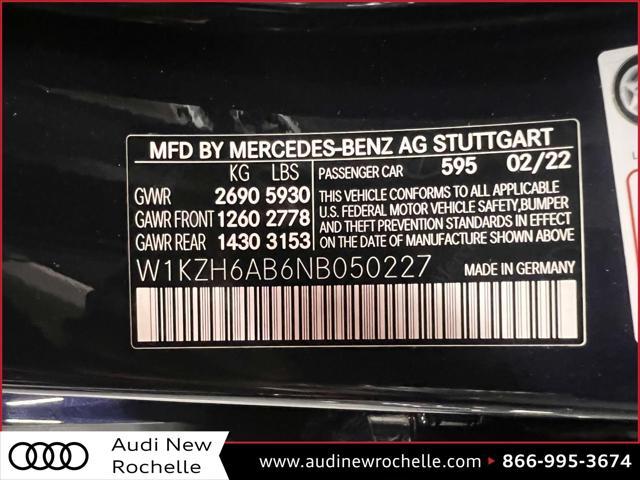 MFD BY MERCEDES-BENZ AG STUTTGART
KG LBS
GVWR 2690 5930
GAWR FRONT 1260 2778
GAWR REAR 1430 3153
PASSENGER CAR 595 02/22
THIS VEHICLE CONFORMS TO ALL APPLICABLE
U.S. FEDERAL MOTOR VEHICLE SAFETY,BUMPER
AND THEFT PREVENTION STANDARDS IN EFFECT
ON THE DATE OF MANUFACTURE SHOWN ABOVE.
W1KZH6AB6NB050227 MADE IN GERMANY
Audi New
Rochelle
www.audinewrochelle.com
866-995-3674